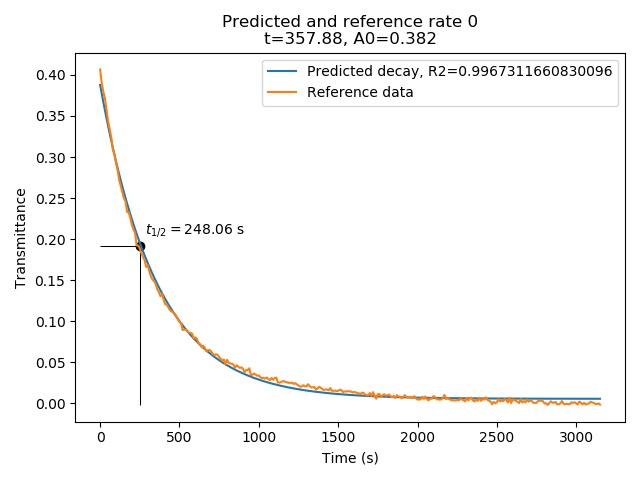 Predicted and reference rate 0
t=357.88, A0=0.382
Predicted decay, R2=0.9967311660830096
Reference data
t1/2 = 248.06 s
Transmittance
0.40
0.35
0.30
0.25
0.20
0.15
0.10
0.05
0.00
0
500
1000
1500
2000
2500
3000
Time (s)